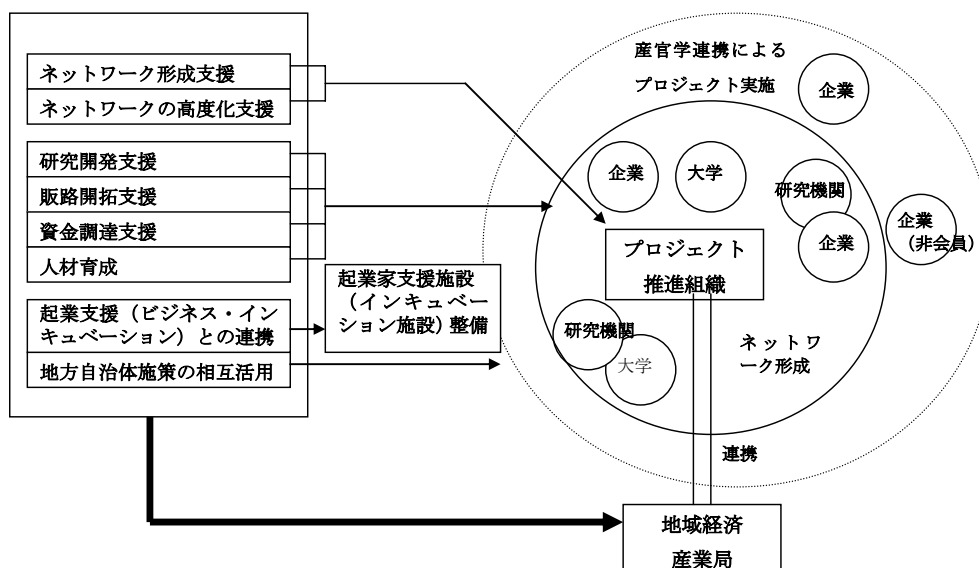 ネットワーク形成支援
ネットワークの高度化支援
研究開発支援
販路開拓支援
資金調達支援
人材育成
起業支援（ビジネス・イン
キュベーション）との連携
地方自治体施策の相互活用
起業家支援施設
（インキュベー
ション施設）整備
産官学連携による
プロジェクト実施
企業
企業
大学
研究機関
企業
企業
（非会員）
プロジェクト
推進組織
研究機関
大学
ネットワ
ーク形成
連携
地域経済
産業局